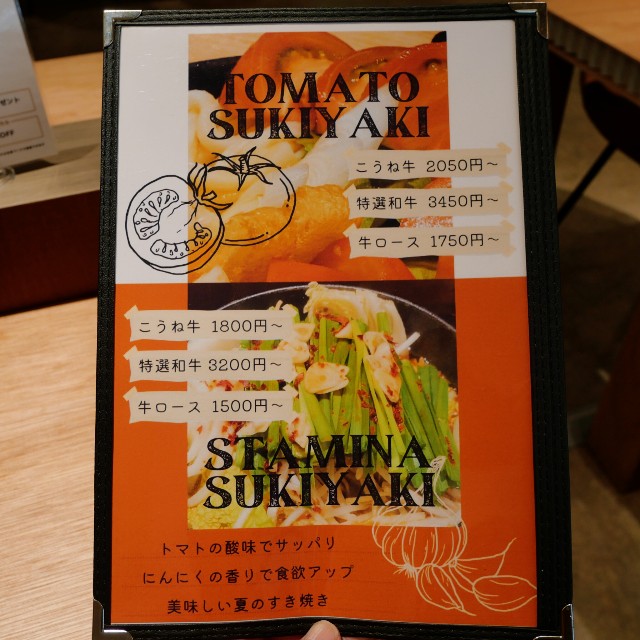 ゼント
OFF
TOMATO
SUKIYAKI
こうね牛 2050円～
特選和牛 3450円～
牛ロース 1750円～
こうね牛 1800円～
特選和牛 3200円～
牛ロース 1500円～
STAMINA
SUKIYAKI
トマトの酸味でサッパリ
にんにくの香りで食欲アップ
美味しい夏のすき焼き